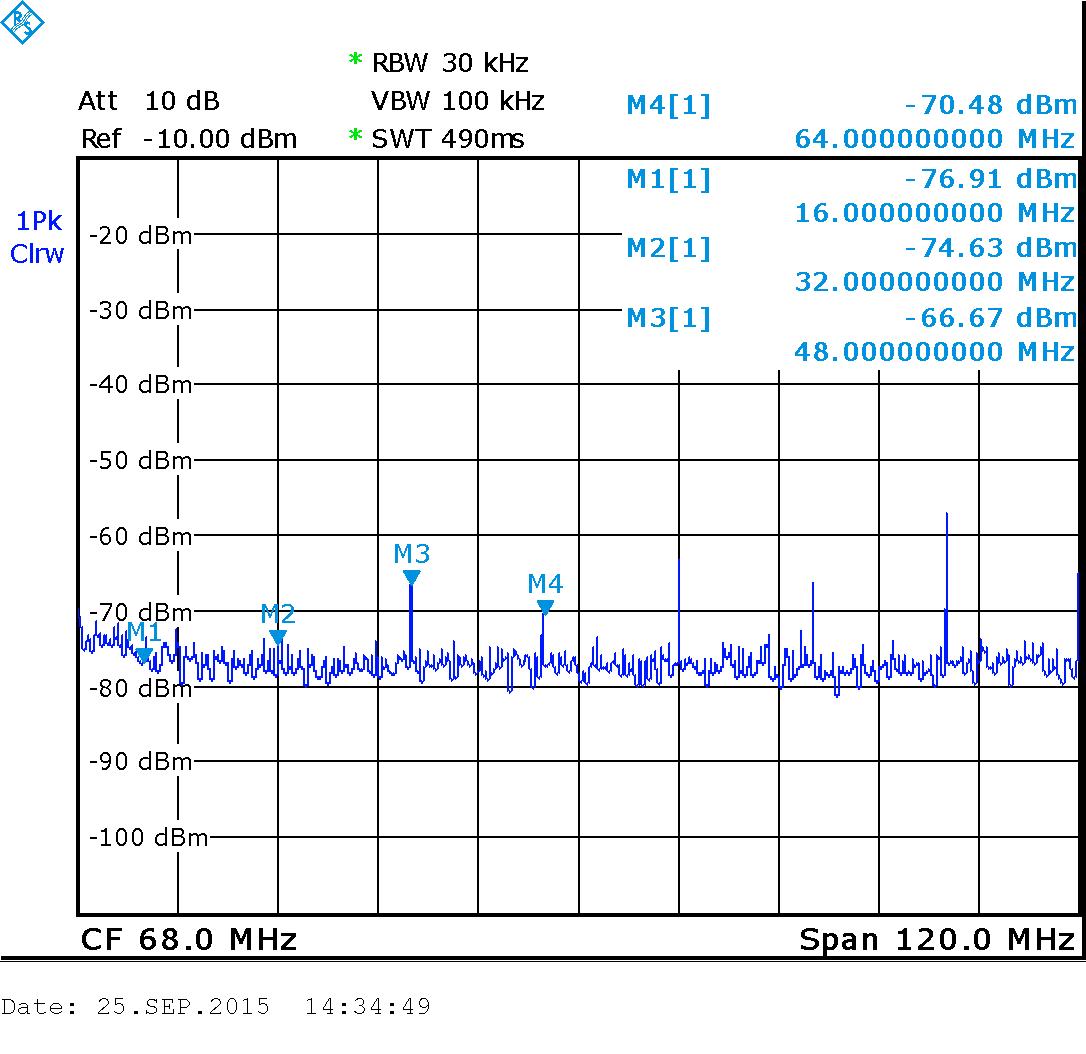 R S
* RBW 30 kHz
Att 10 dB VBW 100 kHz M4[1] -70.48 dBm
Ref -10.00 dBm * SWT 490ms 64.000000000 MHz
M1[1] -76.91 dBm
1Pk 16.000000000 MHz
-20 dBm M2[1] -74.63 dBm
Clrw
32.000000000 MHz
-30 dBm M3[1] -66.67 dBm
48.000000000 MHz
-40 dBm
-50 dBm
-60 dBm
M3
M4
-70 dBm M2
M1
-80 dBm
-90 dBm
-100 dBm
CF 68.0 MHz Span 120.0 MHz
Date: 25.SEP.2015 14:34:49